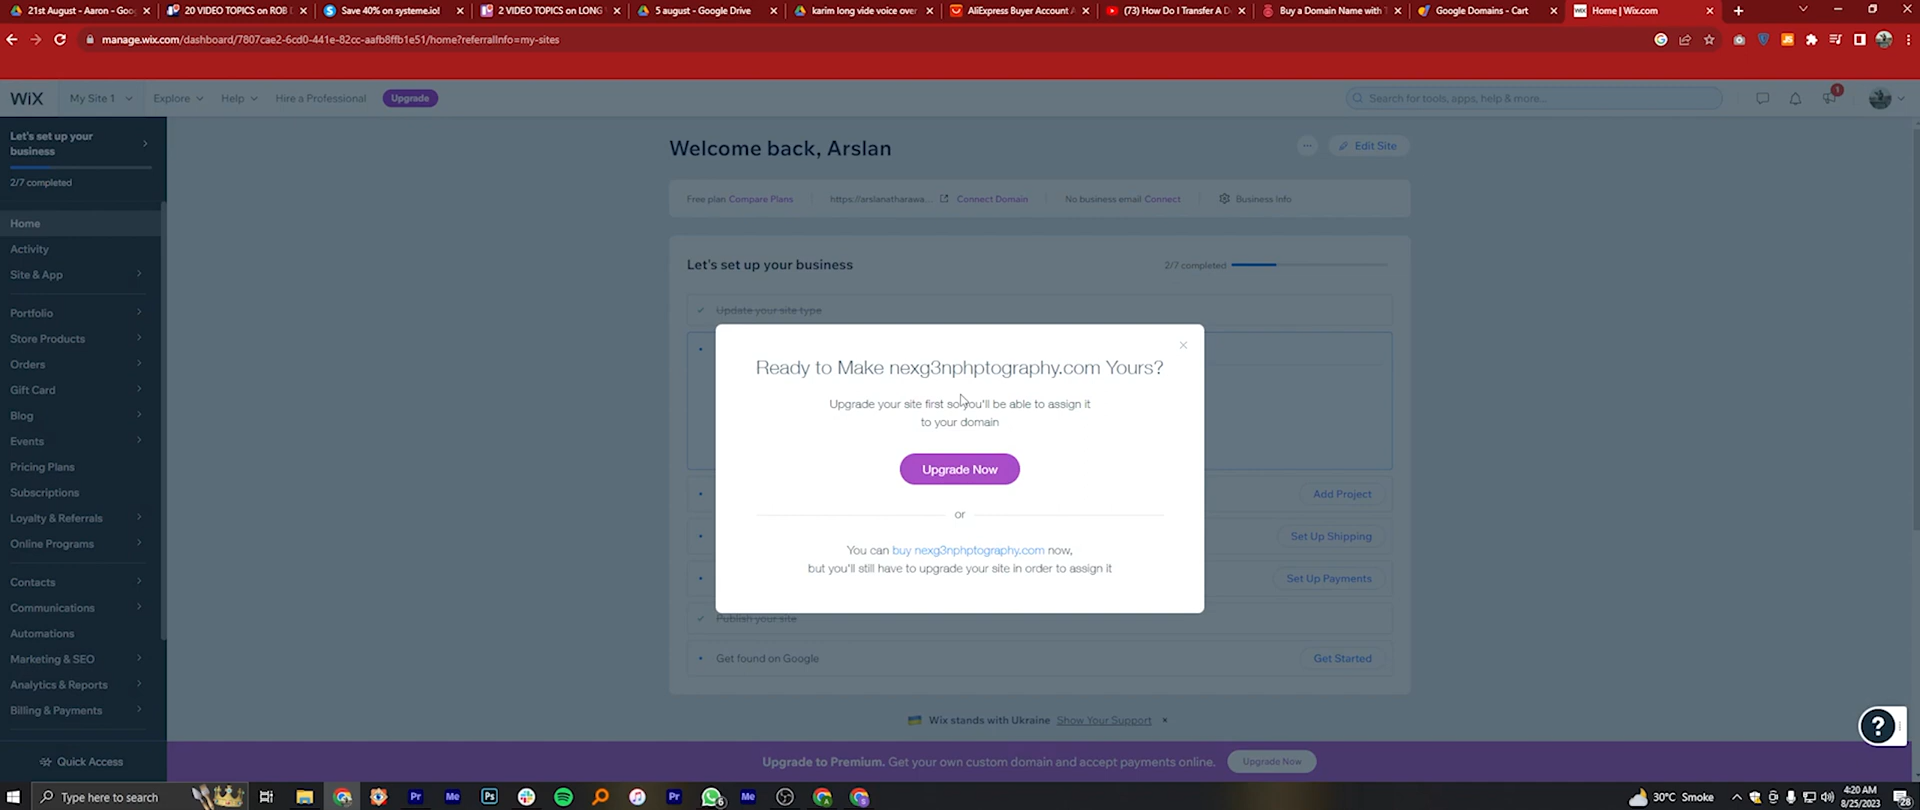 21st August - Aaron - Goo
20 VIDEO TOPICS on ROB
Save 40% on systeme.io!
2 VIDEO TOPICS on LONG
5 august - Google Drive
karim long vide voice over
AliExpress Buyer Account
(73) How Do I Transfer A D
Buy a Domain Name with
Google Domains - Cart
Home | Wix.com
manage.wix.com/dashboard/7807cae2-6cd0-441e-82cc-aafb8ffb1e51/home?referralInfo=my-sites
WiX
My Site 1
Explore
Help
Hire a Professional
Upgrade
Search for tools, apps, help & more...
1
Let's set up your
business
2/7 completed
Home
Activity
Site & App
Portfolio
Store Products
Orders
Gift Card
Blog
Events
Pricing Plans
Subscriptions
Loyalty & Referrals
Online Programs
Contacts
Communications
Automations
Marketing & SEO
Analytics & Reports
Billing & Payments
Quick Access
Welcome back, Arslan
Edit Site
Free plan Compare Plans
https://arslanatharawa...
Connect Domain
No business email Connect
Business Info
Let's set up your business
2/7 completed
Update your site type
Ready to Make nexg3nphptography.com Yours?
Upgrade your site first so you'll be able to assign it
to your domain
Upgrade Now
or
You can buy nexg3nphptography.com now,
but you'll still have to upgrade your site in order to assign it
Add Project
Set Up Shipping
Set Up Payments
Publish your site
Get found on Google
Get Started
Wix stands with Ukraine Show Your Support
Upgrade to Premium. Get your own custom domain and accept payments online.
Upgrade Now
?
Type here to search
Pr
Me
Ps
Pr
6
Me
30°C Smoke
4:20 AM
8/25/2023
28